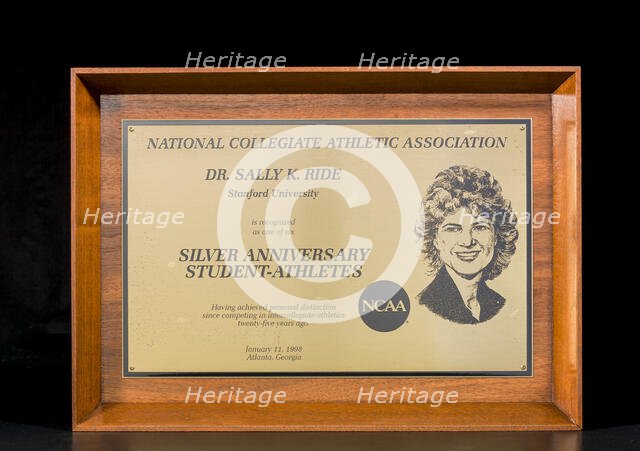 Heritage Heritage
NATIONAL COLLEGIATE ATHLETIC ASSOCIATION
DR. SALLY K. RIDE
Stanford University
Heritage Heritage Heritage
is recognized
as one of six
SILVER ANNIVERSARY
STUDENT-ATHLETES
NCAA
Having achieved personal distinction
since competing in intercollegiate athletics
twenty-five years ago.
January 11, 1998
Atlanta, Georgia
Heritage Heritage